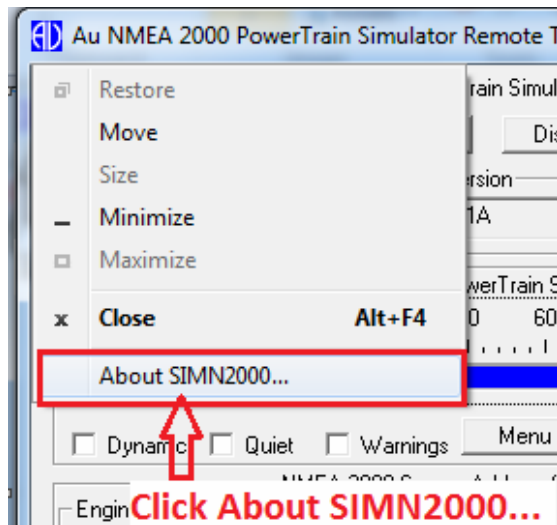 Au NMEA 2000 PowerTrain Simulator Remote
Restore
Move
Size
Minimize
Maximize
Close Alt+F4
About SIMN2000...
rain Simul
Dis
rsion
1A
werTrain S
0 60
Dynamic Quiet Warnings Menu
Engin
Click About SIMN2000...